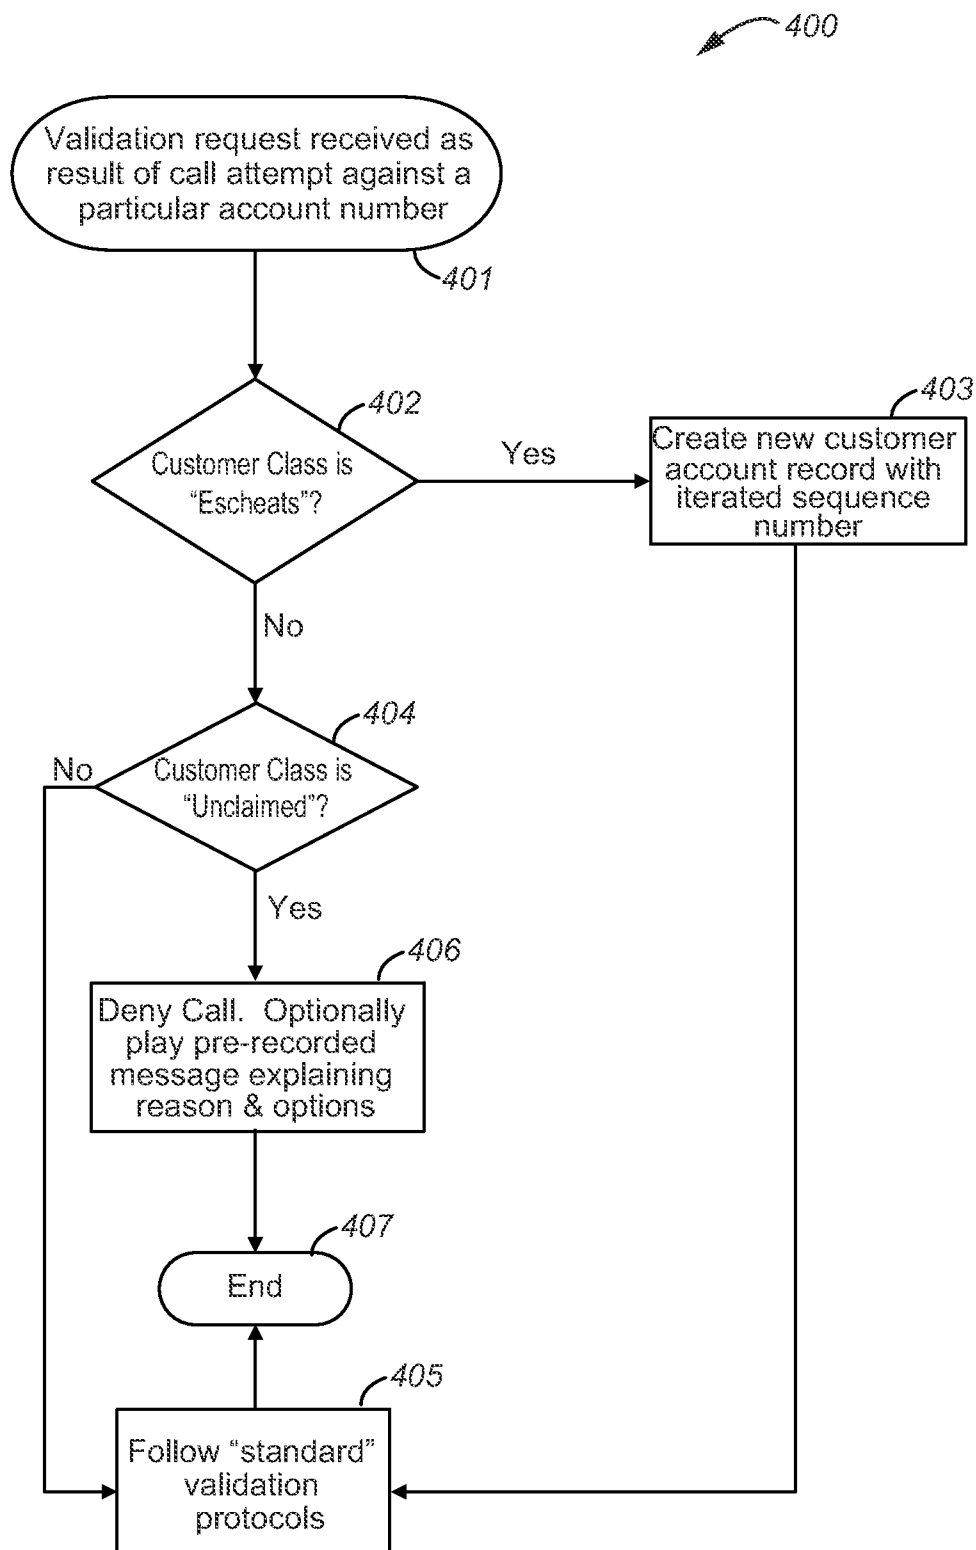 400
Validation request received as
result of call attempt against a
particular account number
401
402
Customer Class is
“Escheats”?
Yes
403
Create new customer
account record with
iterated sequence
number
No
404
No
Customer Class is
“Unclaimed”?
Yes
406
Deny Call. Optionally
play pre-recorded
message explaining
reason & options
407
End
405
Follow “standard”
validation
protocols